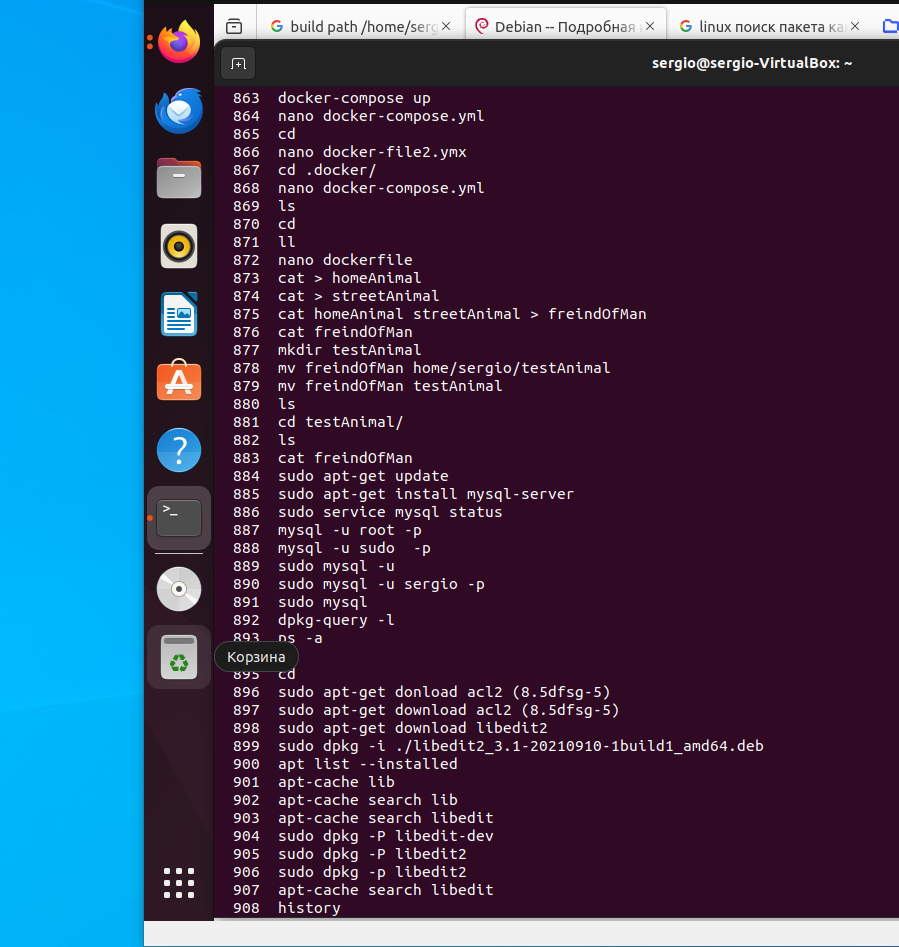 build path /home/serg
Debian -- Подробная
linux поиск пакета ка
sergio@sergio-VirtualBox: ~
863 docker-compose up
864 nano docker-compose.yml
865 cd
866 nano docker-file2.ymx
867 cd .docker/
868 nano docker-compose.yml
869 ls
870 cd
871 ll
872 nano dockerfile
873 cat > homeAnimal
874 cat > streetAnimal
875 cat homeAnimal streetAnimal > freindOfMan
876 cat freindOfMan
877 mkdir testAnimal
878 mv freindOfMan home/sergio/testAnimal
879 mv freindOfMan testAnimal
880 ls
881 cd testAnimal/
882 ls
883 cat freindOfMan
884 sudo apt-get update
885 sudo apt-get install mysql-server
886 sudo service mysql status
887 mysql -u root -p
888 mysql -u sudo  -p
889 sudo mysql -u
890 sudo mysql -u sergio -p
891 sudo mysql
892 dpkg-query -l
893 ps -a
Корзина
895 cd
896 sudo apt-get donload acl2 (8.5dfsg-5)
897 sudo apt-get download acl2 (8.5dfsg-5)
898 sudo apt-get download libedit2
899 sudo dpkg -i ./libedit2_3.1-20210910-1build1_amd64.deb
900 apt list --installed
901 apt-cache lib
902 apt-cache search lib
903 apt-cache search libedit
904 sudo dpkg -P libedit-dev
905 sudo dpkg -P libedit2
906 sudo dpkg -p libedit2
907 apt-cache search libedit
908 history